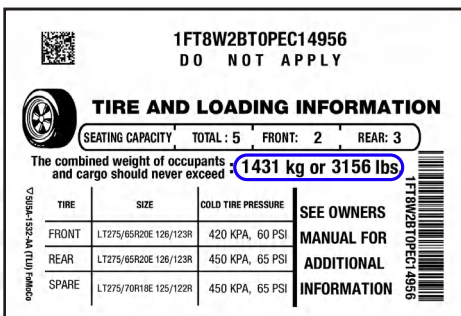 1FT8W2BT0PEC14956
DO NOT APPLY
TIRE AND LOADING INFORMATION
SEATING CAPACITY TOTAL : 5 FRONT: 2 REAR: 3
The combined weight of occupants
and cargo should never exceed : 1431 kg or 3156 lbs
TIRE SIZE COLD TIRE PRESSURE
FRONT LT275/65R20E 126/123R 420 KPA, 60 PSI
REAR LT275/65R20E 126/123R 450 KPA, 65 PSI
SPARE LT275/70R18E 125/122R 450 KPA, 65 PSI
SEE OWNERS
MANUAL FOR
ADDITIONAL
INFORMATION
1FT8W2BT0PEC14956
5U5A-1532-AA (TLU) FoMoCo